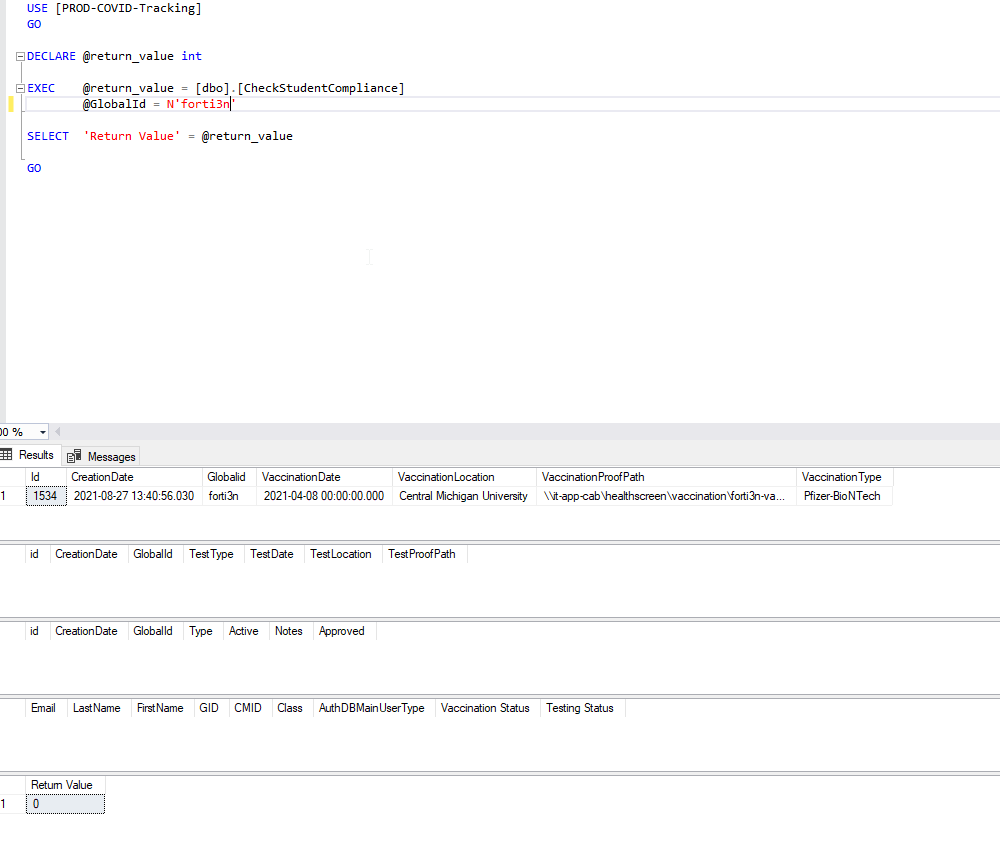 USE [PROD-COVID-Tracking]
GO
DECLARE @return_value int
EXEC @return_value = [dbo].[CheckStudentCompliance]
@GlobalId = N'forti3n'
SELECT 'Return Value' = @return_value
GO
00 %
Results Messages
Id CreationDate Globalid VaccinationDate VaccinationLocation VaccinationProofPath VaccinationType
1 1534 2021-08-27 13:40:56.030 forti3n 2021-04-08 00:00:00.000 Central Michigan University \\it-app-cab\healthscreen\vaccination\forti3n-va... Pfizer-BioNTech
id CreationDate GlobalId TestType TestDate TestLocation TestProofPath
id CreationDate GlobalId Type Active Notes Approved
Email LastName FirstName GID CMID Class AuthDBMainUserType Vaccination Status Testing Status
Return Value
1 0